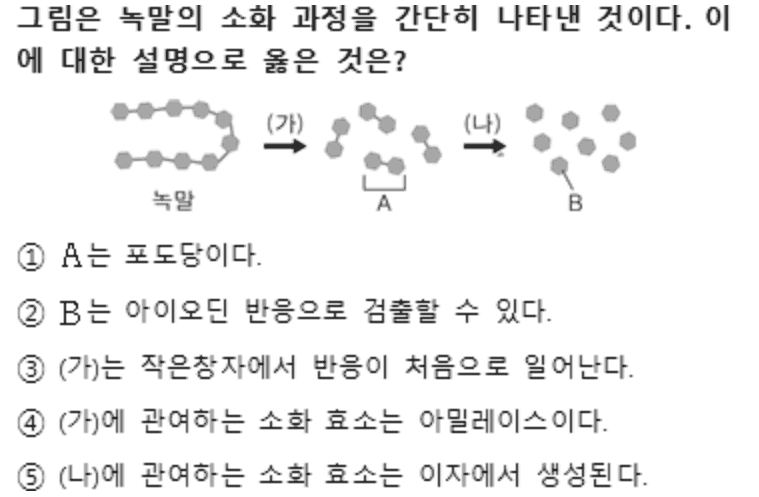 그림은 녹말의 소화 과정을 간단히 나타낸 것이다. 이
에 대한 설명으로 옳은 것은?
(가) (나)
녹말 A B
① A는 포도당이다.
② B는 아이오딘 반응으로 검출할 수 있다.
③ (가)는 작은창자에서 반응이 처음으로 일어난다.
④ (가)에 관여하는 소화 효소는 아밀레이스이다.
⑤ (나)에 관여하는 소화 효소는 이자에서 생성된다.